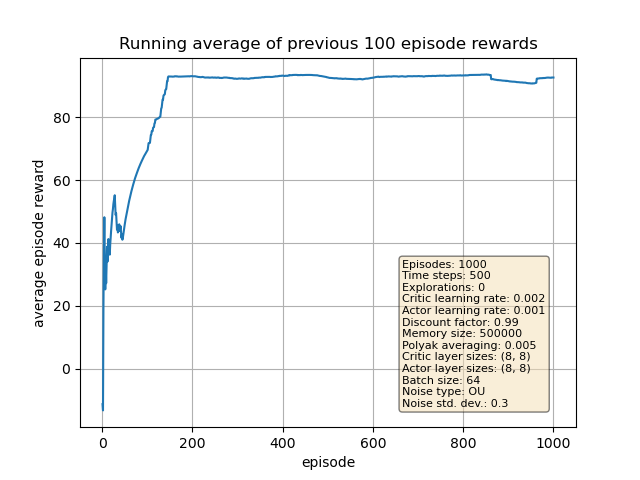 Running average of previous 100 episode rewards
average episode reward
80
60
40
20
0
Episodes: 1000
Time steps: 500
Explorations: 0
Critic learning rate: 0.002
Actor learning rate: 0.001
Discount factor: 0.99
Memory size: 500000
Polyak averaging: 0.005
Critic layer sizes: (8, 8)
Actor layer sizes: (8, 8)
Batch size: 64
Noise type: OU
Noise std. dev.: 0.3
0 200 400 600 800 1000
episode